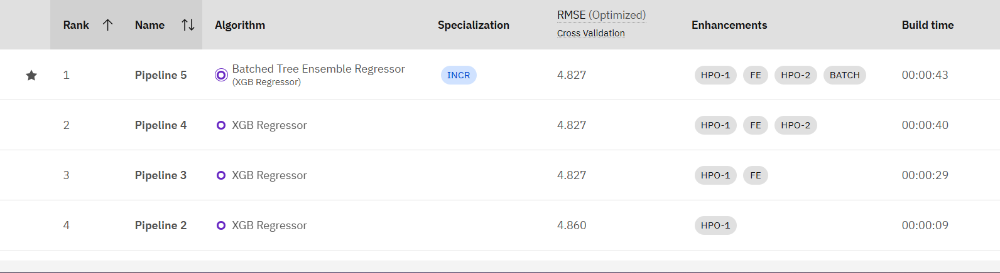 Rank Name Algorithm Specialization RMSE (Optimized) Enhancements Build time
Cross Validation
1 Pipeline 5 Batched Tree Ensemble Regressor INCR 4.827 HPO-1 FE HPO-2 BATCH 00:00:43
(XGB Regressor)
2 Pipeline 4 XGB Regressor 4.827 HPO-1 FE HPO-2 00:00:40
3 Pipeline 3 XGB Regressor 4.827 HPO-1 FE 00:00:29
4 Pipeline 2 XGB Regressor 4.860 HPO-1 00:00:09